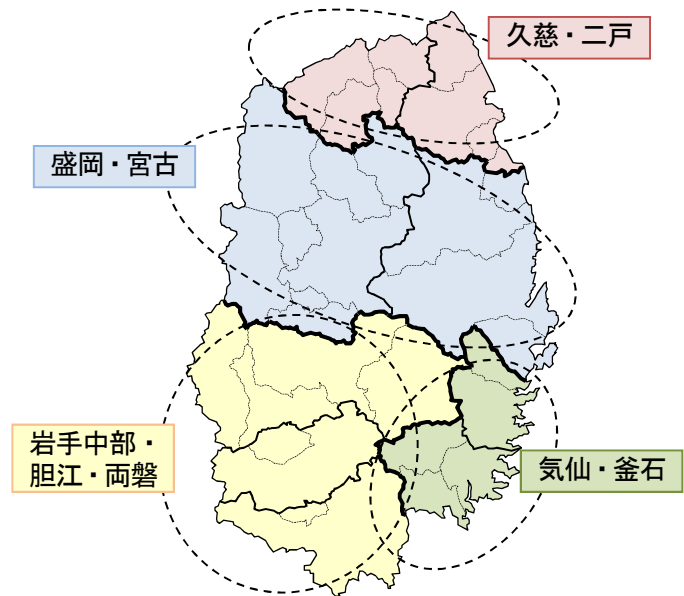 久慈・二戸
盛岡・宮古
岩手中部・
胆江・両磐
気仙・釜石